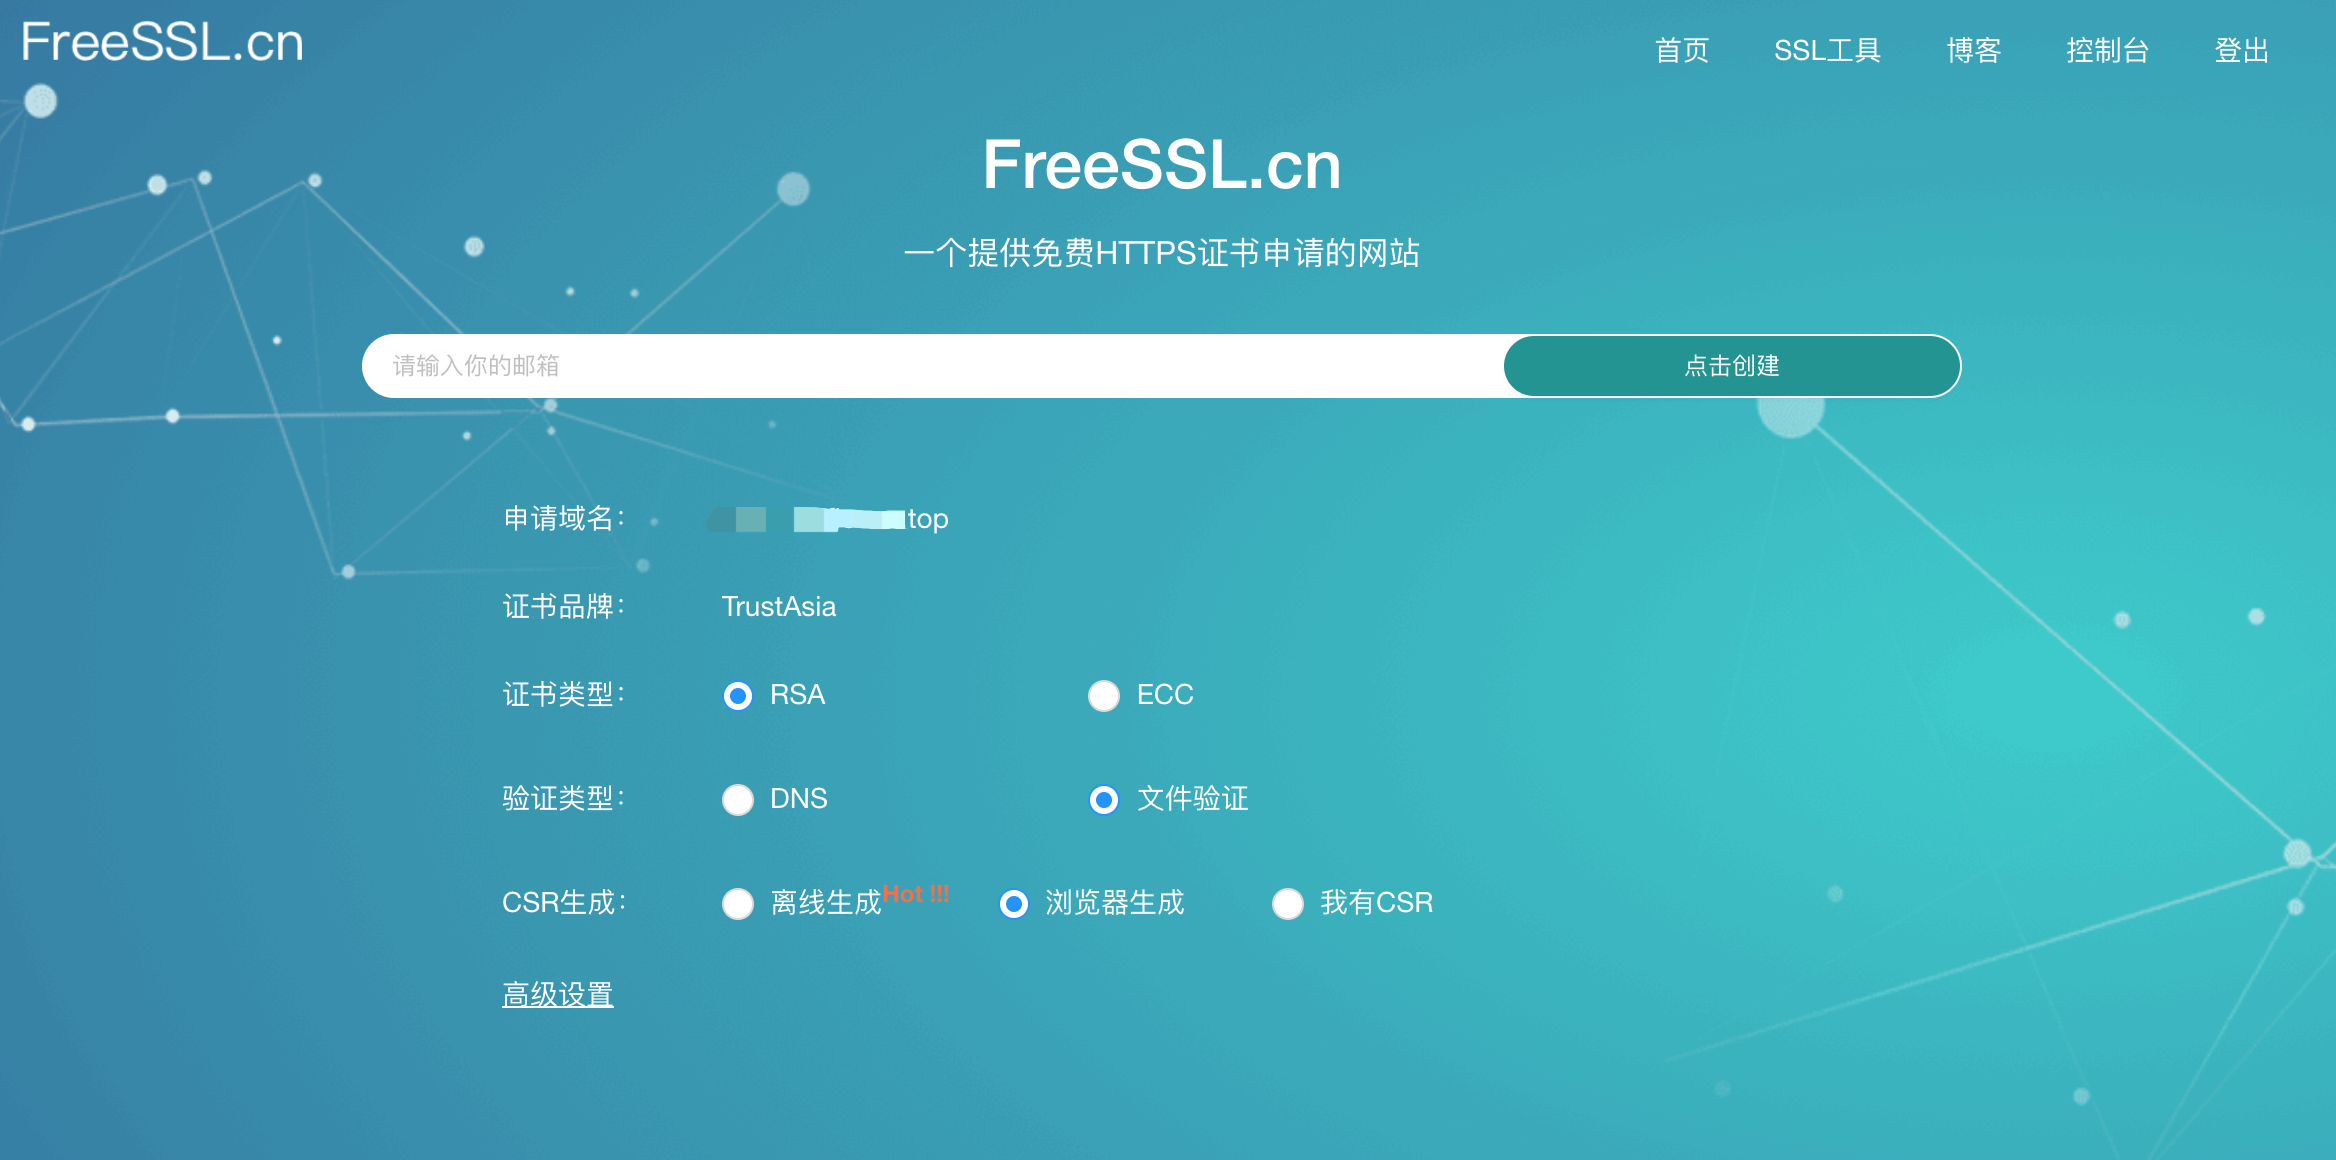 FreeSSL.cn
首页 SSL工具 博客 控制台 登出
FreeSSL.cn
一个提供免费HTTPS证书申请的网站
请输入你的邮箱 点击创建
申请域名： top
证书品牌： TrustAsia
证书类型： RSA ECC
验证类型： DNS 文件验证
CSR生成： 离线生成Hot !!! 浏览器生成 我有CSR
高级设置